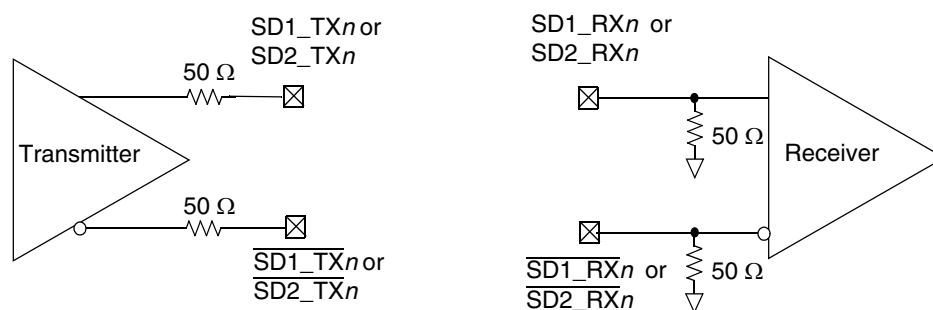 SD1_TXn or
SD2_TXn
50 Ω
Transmitter
50 Ω
SD1_TXn or
SD2_TXn
SD1_RXn or
SD2_RXn
50 Ω
Receiver
SD1_RXn or
SD2_RXn
50 Ω